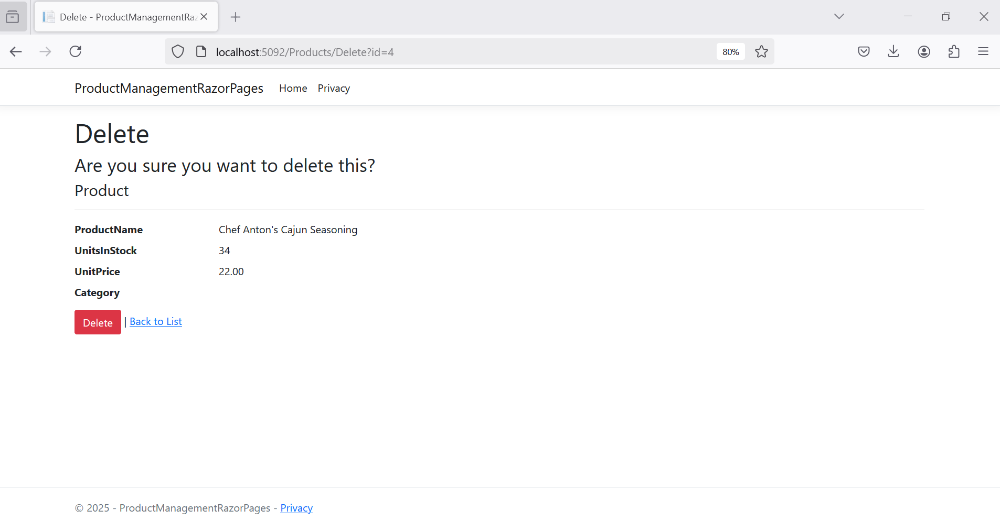 Delete - ProductManagementRaz
localhost:5092/Products/Delete?id=4
80%
ProductManagementRazorPages Home Privacy
Delete
Are you sure you want to delete this?
Product
ProductName Chef Anton's Cajun Seasoning
UnitsInStock 34
UnitPrice 22.00
Category
Delete | Back to List
© 2025 - ProductManagementRazorPages - Privacy